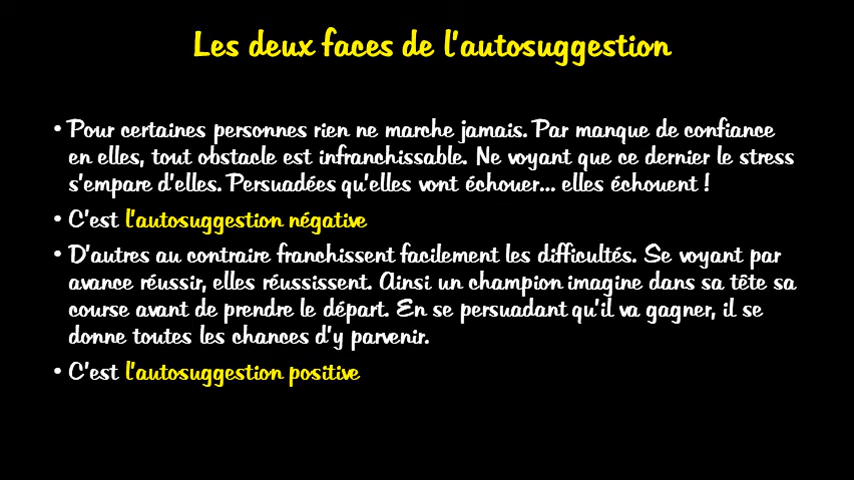 Les deux faces de l'autosuggestion
• Pour certaines personnes rien ne marche jamais. Par manque de confiance
en elles, tout obstacle est infranchissable. Ne voyant que ce dernier le stress
s'empare d'elles. Persuadées qu'elles vont échouer... elles échouent !
• C'est l'autosuggestion négative
• D'autres au contraire franchissent facilement les difficultés. Se voyant par
avance réussir, elles réussissent. Ainsi un champion imagine dans sa tête sa
course avant de prendre le départ. En se persuadant qu'il va gagner, il se
donne toutes les chances d'y parvenir.
• C'est l'autosuggestion positive